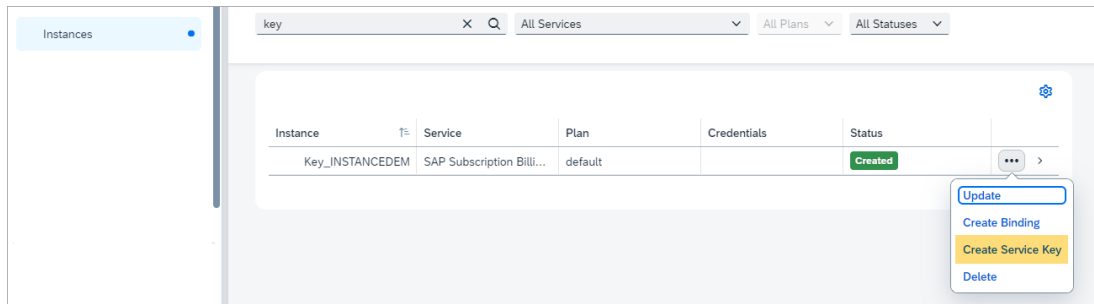 Instances
key All Services All Plans All Statuses
Instance Service Plan Credentials Status
Key_INSTANCEDEM SAP Subscription Billi... default Created
Update
Create Binding
Create Service Key
Delete